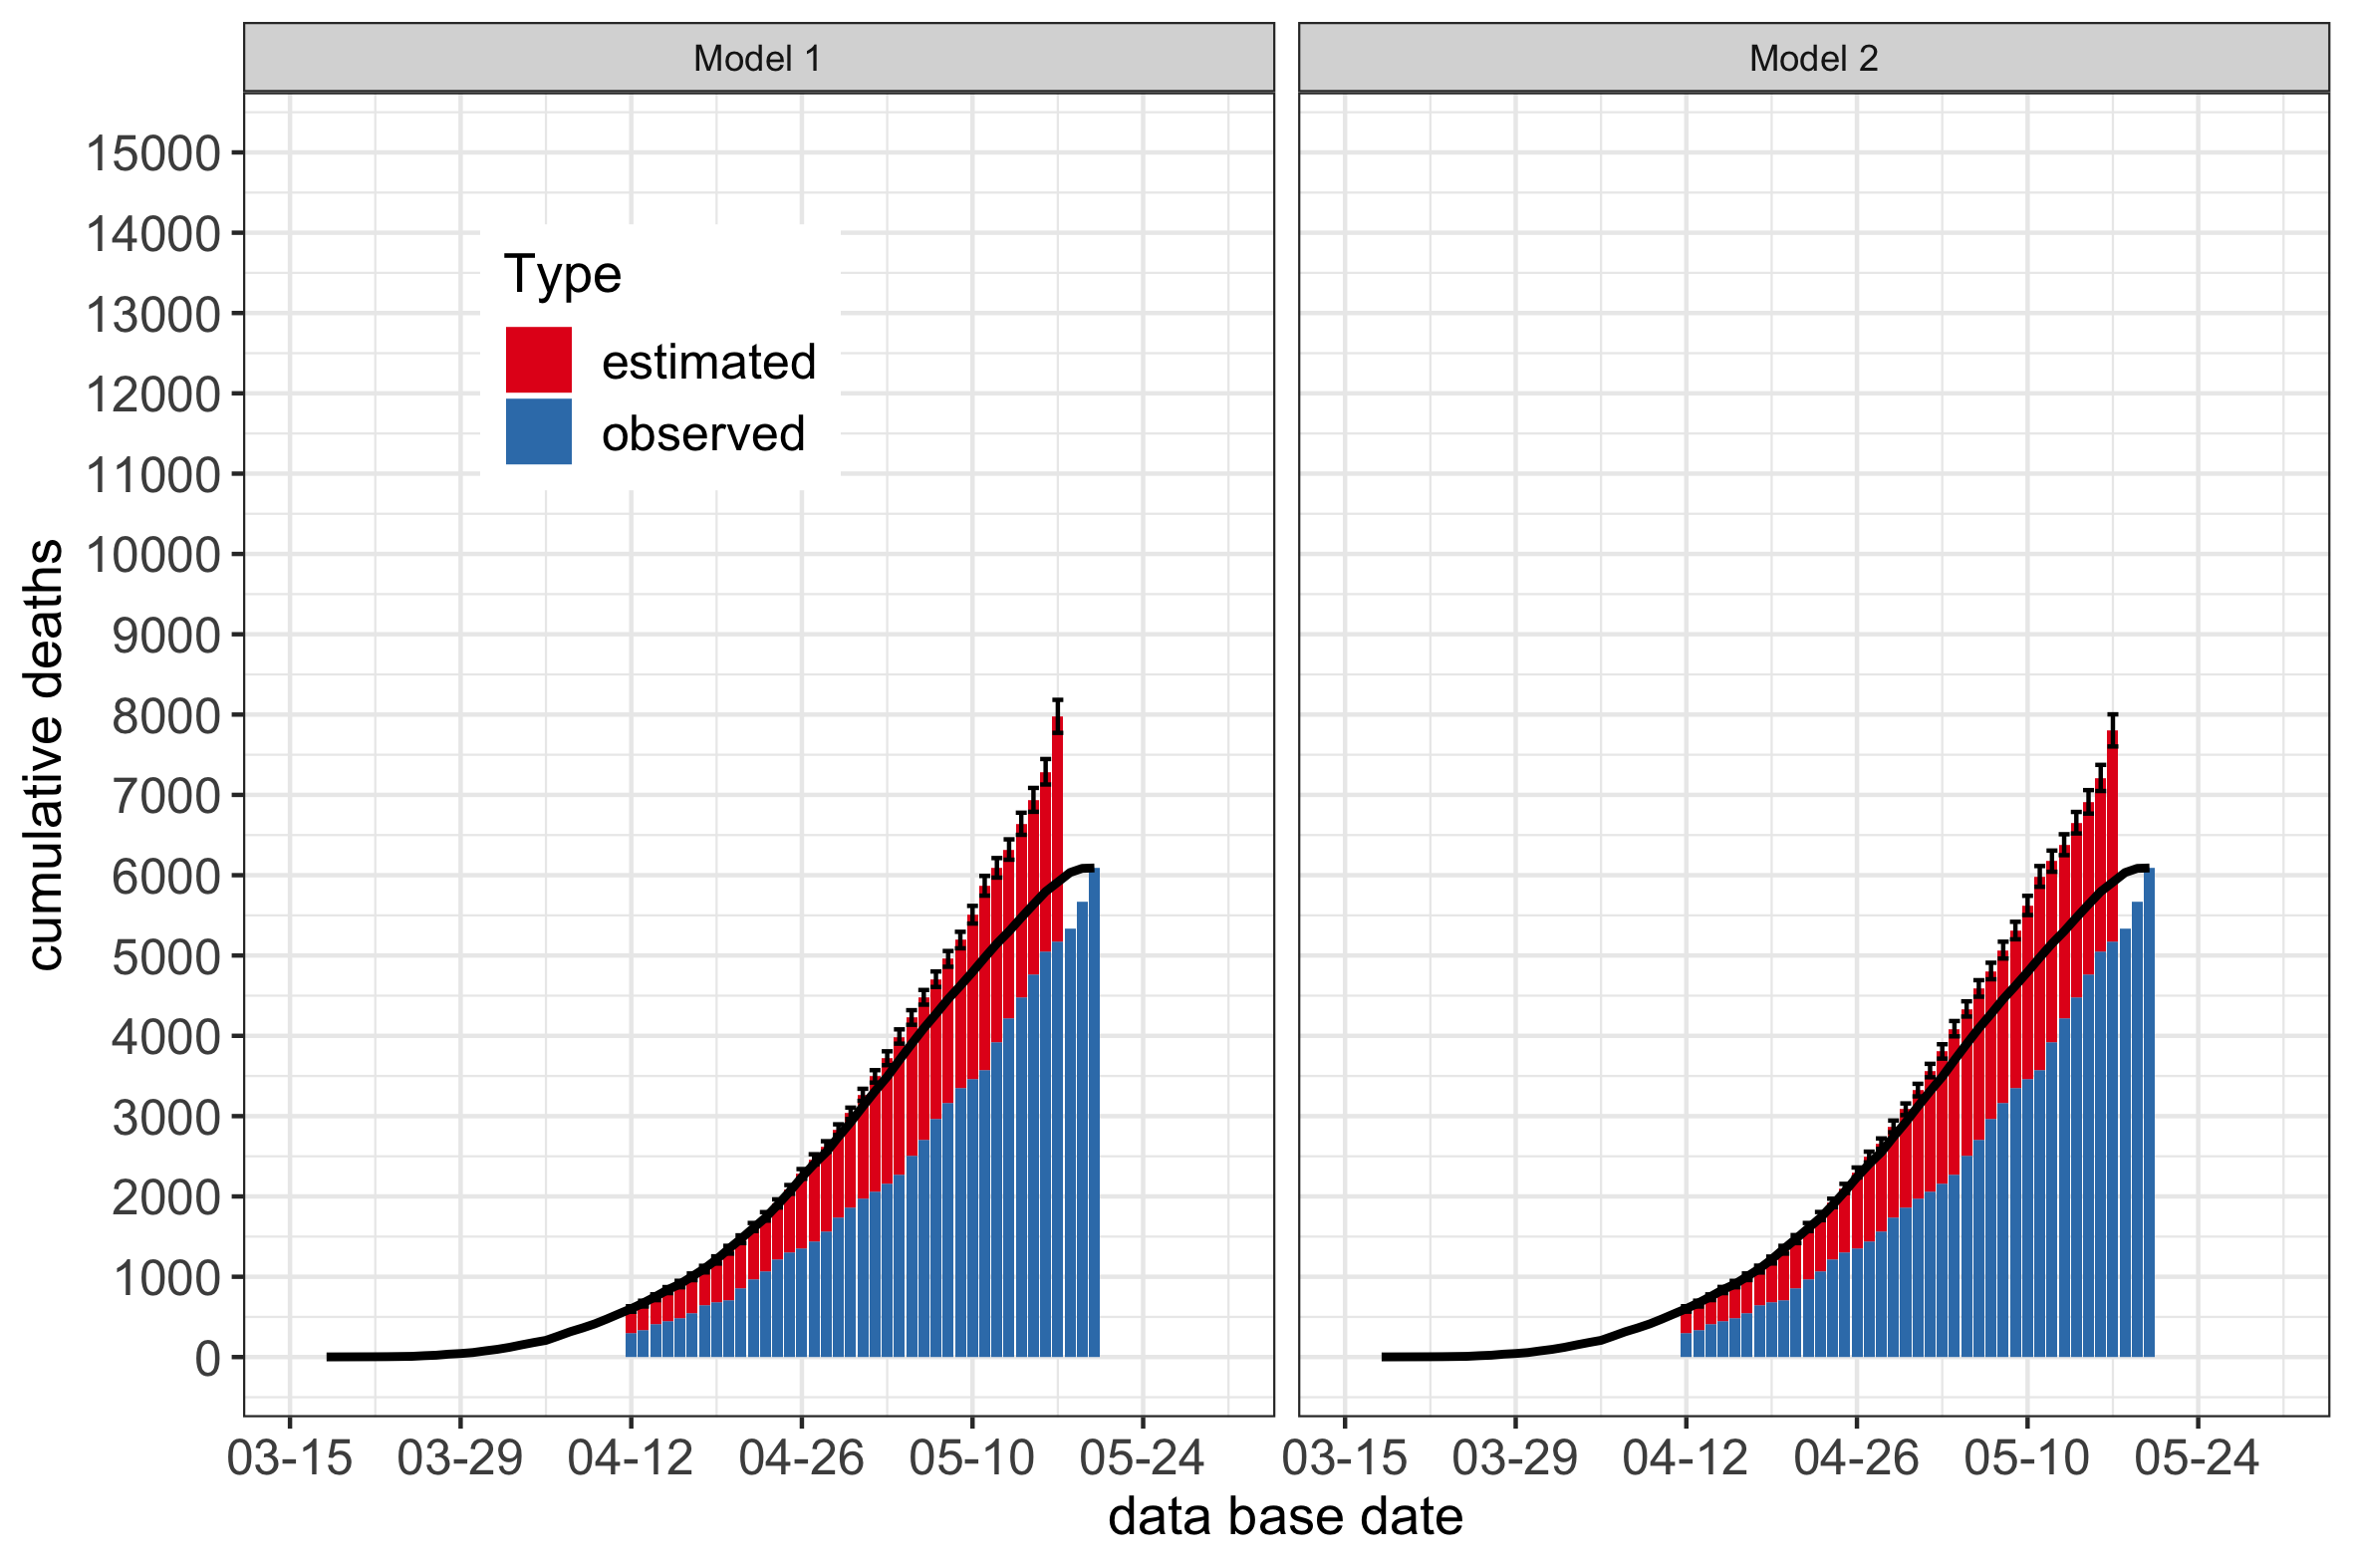 Model 1
Model 2
cumulative deaths
15000
14000
13000
12000
11000
10000
9000
8000
7000
6000
5000
4000
3000
2000
1000
0
Type
estimated
observed
03-15 03-29 04-12 04-26 05-10 05-24
03-15 03-29 04-12 04-26 05-10 05-24
data base date